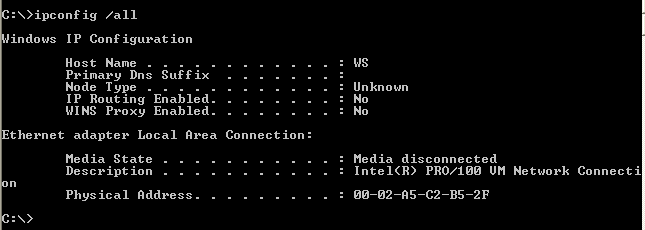 C:\>ipconfig /all
Windows IP Configuration
Host Name . . . . . . . . . . . . : WS
Primary Dns Suffix  . . . . . . . :
Node Type . . . . . . . . . . . . : Unknown
IP Routing Enabled. . . . . . . . : No
WINS Proxy Enabled. . . . . . . . : No
Ethernet adapter Local Area Connection:
Media State . . . . . . . . . . . : Media disconnected
Description . . . . . . . . . . . : Intel(R) PRO/100 VM Network Connecti
on
Physical Address. . . . . . . . . : 00-02-A5-C2-B5-2F
C:\>